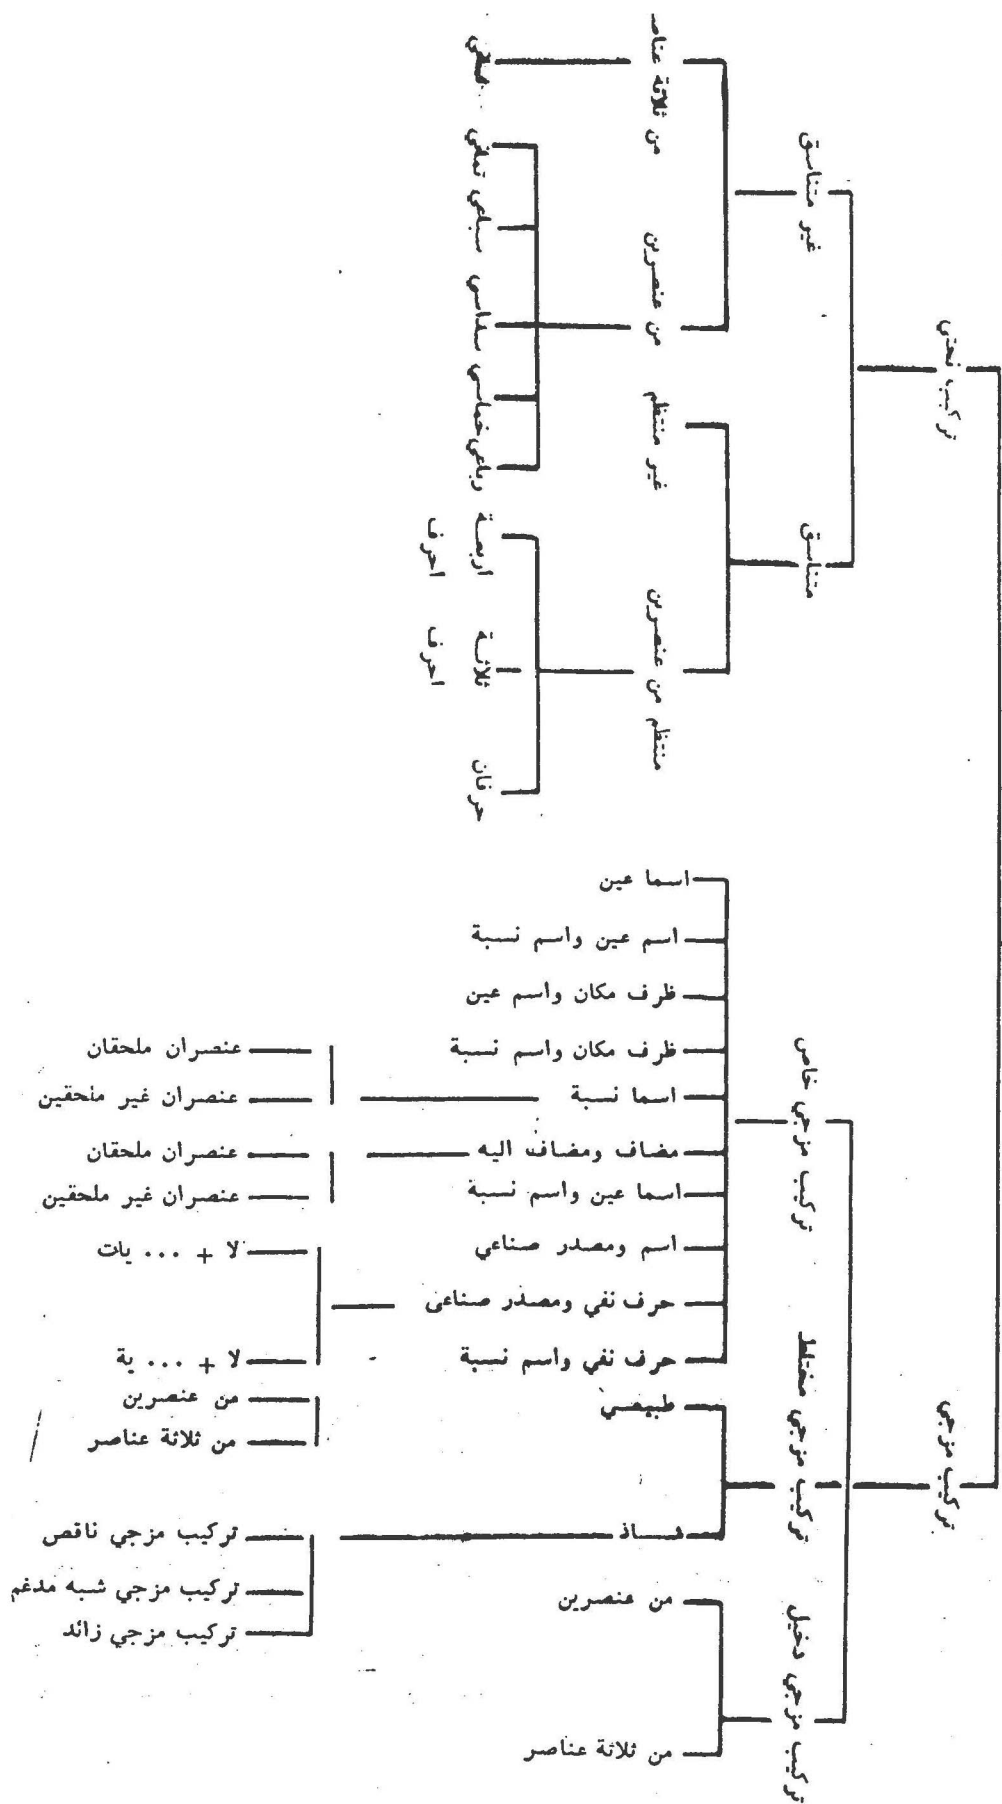 تركيب نحتي
غير متناسق
متناسق
من ثلاثة عناصر
من عنصرين
غير منتظم
منتظم من عنصرين
تملغي
سباعي
سداسي
خماسي
رباعي
اربعة
احرف
ثلاثة
احرف
حرفان
تركيب مزجي
تركيب مزجي خاص
اسما عين
اسم عين واسم نسبة
ظرف مكان واسم عين
ظرف مكان واسم نسبة
اسما نسبة
عنصران ملحقان
عنصران غير ملحقين
مضاف ومضاف اليه
عنصران ملحقان
عنصران غير ملحقين
اسما عين واسم نسبة
اسم ومصدر صناعي
حرف نفي ومصدر صناعى
لا + ... يات
لا + ... ية
حرف نفي واسم نسبة
تركيب مزجي مختلط
طبيعي
من عنصرين
من ثلاثة عناصر
شاذ
تركيب مزجي ناقص
تركيب مزجي شبه مدغم
تركيب مزجي زائد
تركيب مزجي دخيل
من عنصرين
من ثلاثة عناصر